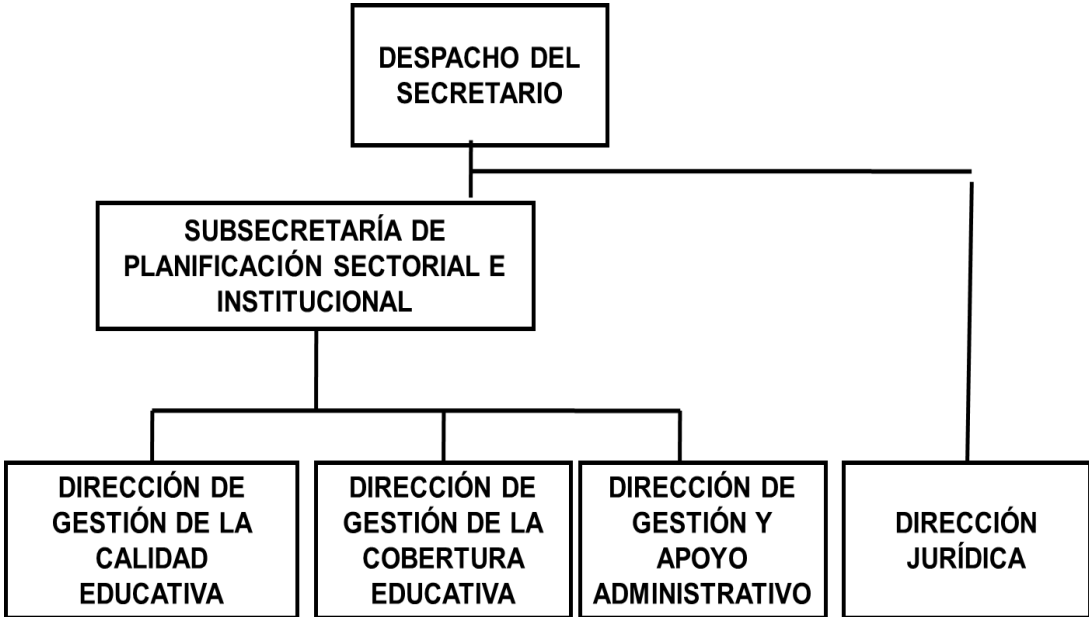 DESPACHO DEL
SECRETARIO
SUBSECRETARÍA DE
PLANIFICACIÓN SECTORIAL E
INSTITUCIONAL
DIRECCIÓN DE
GESTIÓN DE LA
CALIDAD
EDUCATIVA
DIRECCIÓN DE
GESTIÓN DE LA
COBERTURA
EDUCATIVA
DIRECCIÓN DE
GESTIÓN Y
APOYO
ADMINISTRATIVO
DIRECCIÓN
JURÍDICA